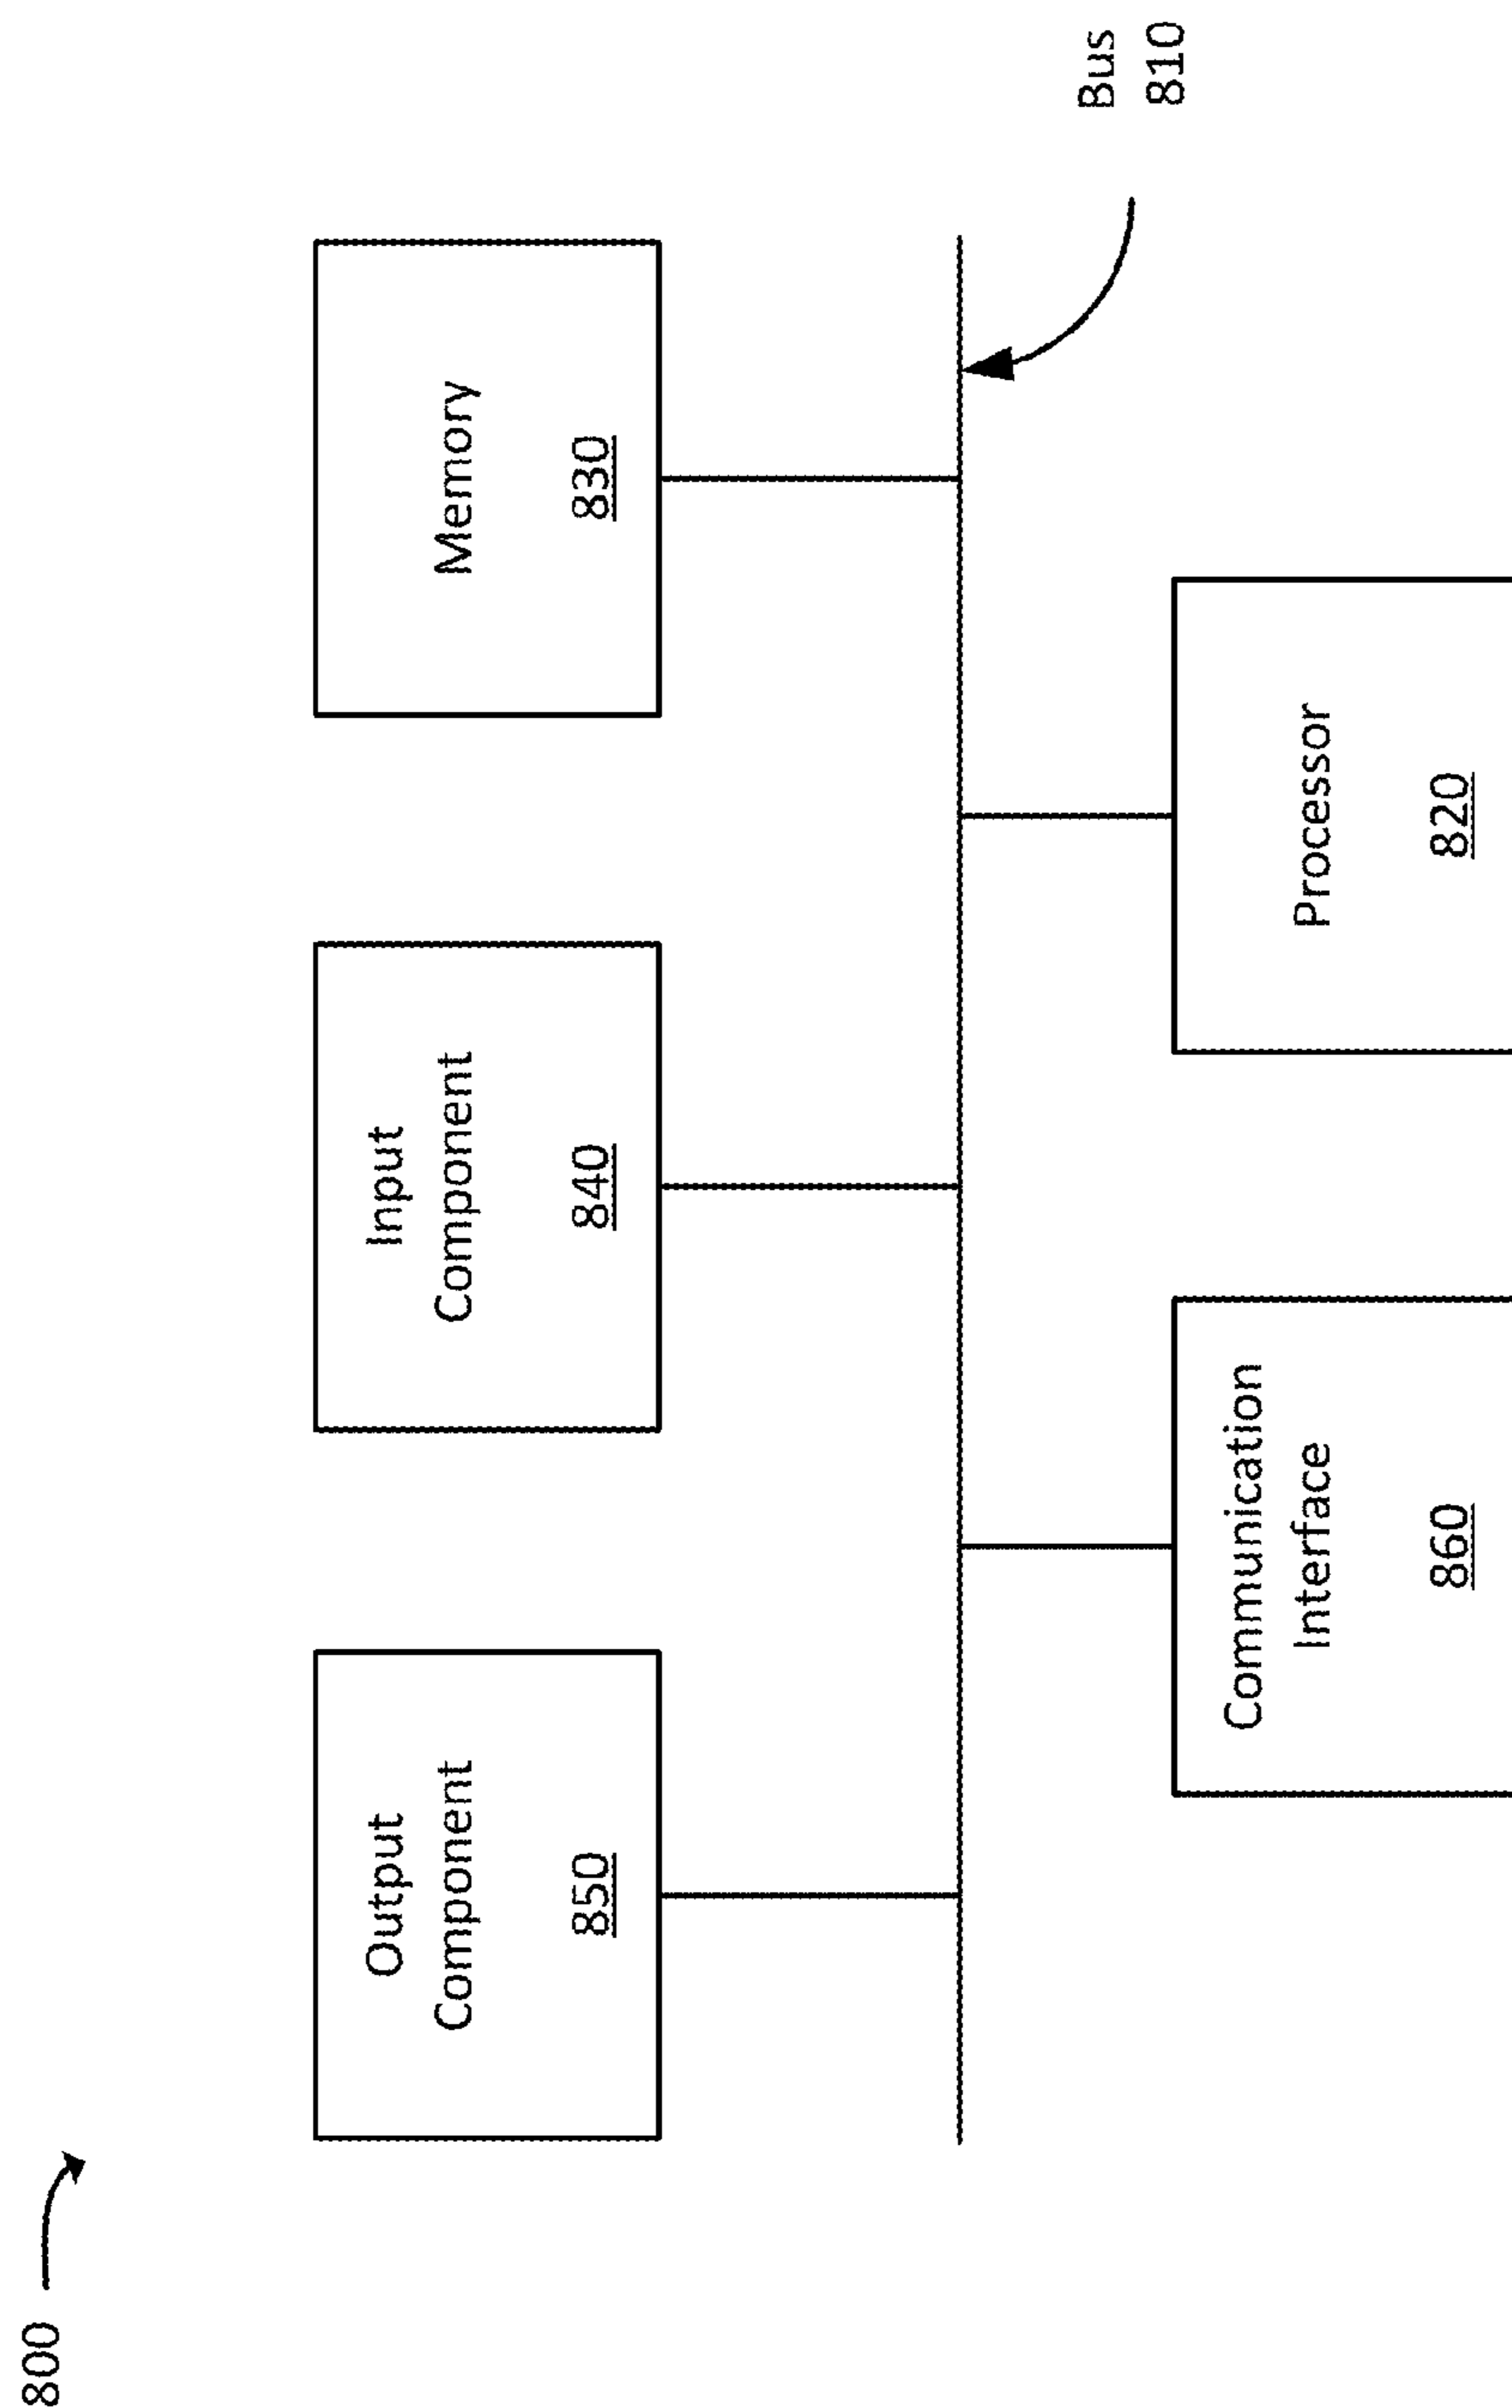 800
Output
Component
850
Input
Component
840
Memory
830
Bus
810
Communication
Interface
860
Processor
820